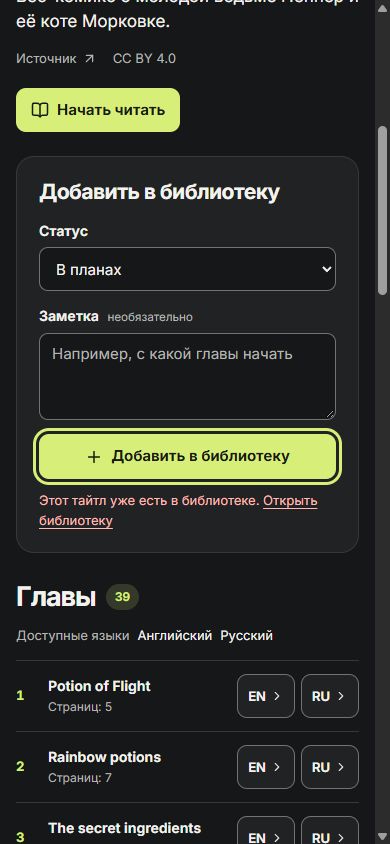 её коте Морковке.
Источник ↗ CC BY 4.0
Начать читать
Добавить в библиотеку
Статус
В планах
Заметка необязательно
Например, с какой главы начать
+ Добавить в библиотеку
Этот тайтл уже есть в библиотеке. Открыть
библиотеку
Главы 39
Доступные языки Английский Русский
1 Potion of Flight EN > RU >
Страниц: 5
2 Rainbow potions EN > RU >
Страниц: 7
3 The secret ingredients EN > RU >